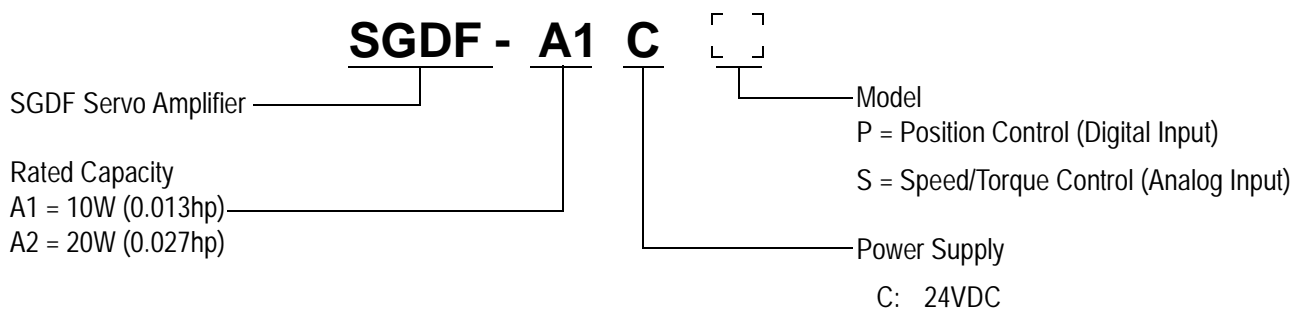 SGDF - A1 C
SGDF Servo Amplifier
Rated Capacity
A1 = 10W (0.013hp)
A2 = 20W (0.027hp)
Model
P = Position Control (Digital Input)
S = Speed/Torque Control (Analog Input)
Power Supply
C: 24VDC